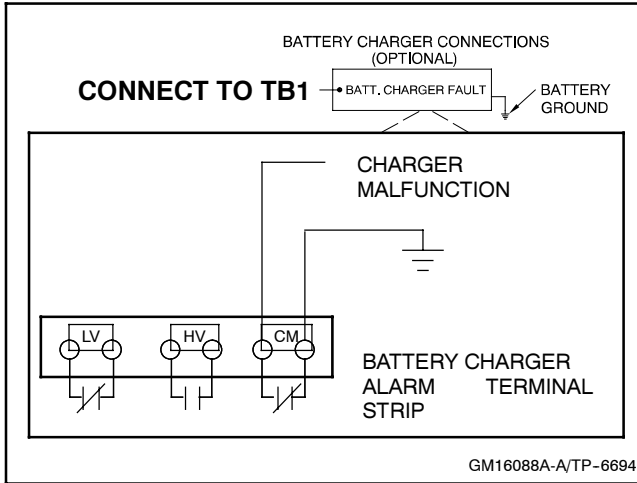 BATTERY CHARGER CONNECTIONS
(OPTIONAL)
CONNECT TO TB1
BATT. CHARGER FAULT
BATTERY
GROUND
CHARGER
MALFUNCTION
LV
HV
CM
BATTERY CHARGER
ALARM TERMINAL
STRIP
GM16088A-A/TP-6694